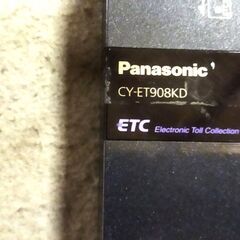 Panasonic
CY-ET908KD
ETC Electronic Toll Collection